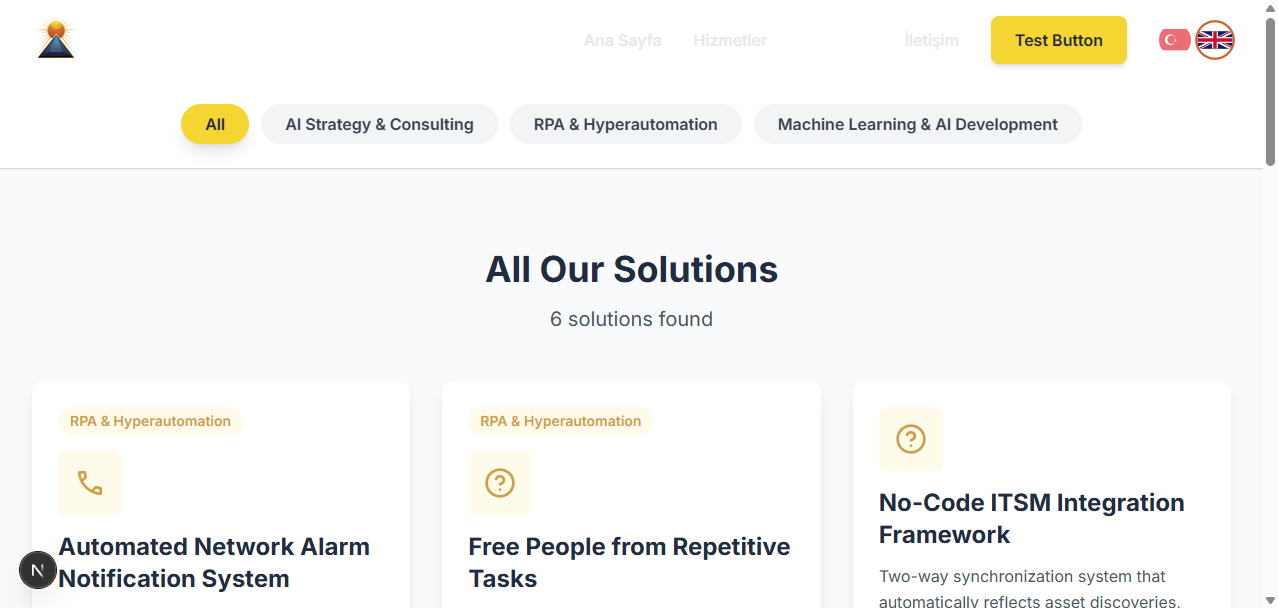 Ana Sayfa
Hizmetler
İletişim
Test Button
All
AI Strategy & Consulting
RPA & Hyperautomation
Machine Learning & AI Development
All Our Solutions
6 solutions found
RPA & Hyperautomation
Automated Network Alarm
Notification System
RPA & Hyperautomation
Free People from Repetitive
Tasks
No-Code ITSM Integration
Framework
Two-way synchronization system that
automatically reflects asset discoveries,
N